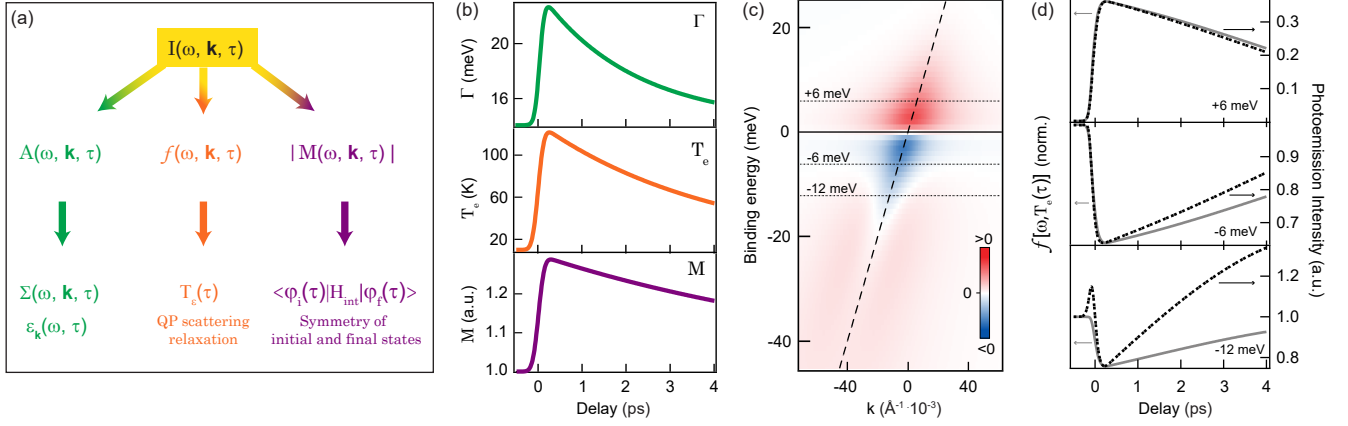 (a)
I(ω, k, τ)
A(ω, k, τ)
f(ω, k, τ)
| M(ω, k, τ) |
Σ(ω, k, τ)
ε_k(ω, τ)
T_ε(τ)
QP scattering
relaxation
<φ_i(τ)|H_int|φ_f(τ)>
Symmetry of
initial and final states
(b)
Γ
Γ (meV)
20
16
T_e
T_e (K)
100
60
20
M
M (a.u.)
1.2
1.1
1.0
0 1 2 3 4
Delay (ps)
(c)
Binding energy (meV)
20
0
-20
-40
+6 meV
-6 meV
-12 meV
>0
0
<0
-40 0 40
k (Å⁻¹·10⁻³)
(d)
f [ω,T_e(τ)] (norm.)
Photoemission Intensity (a.u.)
0.3
0.2
0.1
0
+6 meV
0.9
0.8
0.7
-6 meV
1.2
1.0
0.8
-12 meV
0 1 2 3 4
Delay (ps)